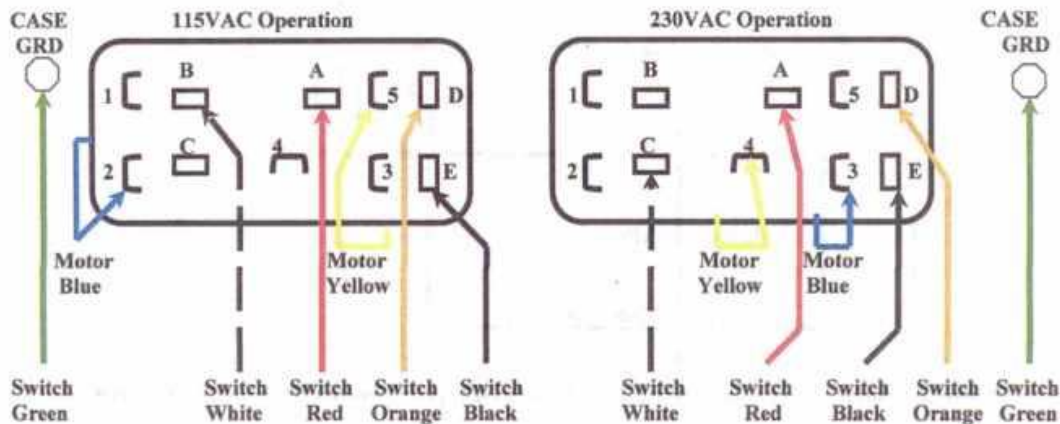 CASE
GRD
115VAC Operation
230VAC Operation
CASE
GRD
B
A
1
5
D
C
4
2
3
E
B
A
1
5
D
C
4
2
3
E
Motor
Blue
Motor
Yellow
Motor
Yellow
Motor
Blue
Switch
Green
Switch
White
Switch
Red
Switch
Orange
Switch
Black
Switch
White
Switch
Red
Switch
Black
Switch
Orange
Switch
Green